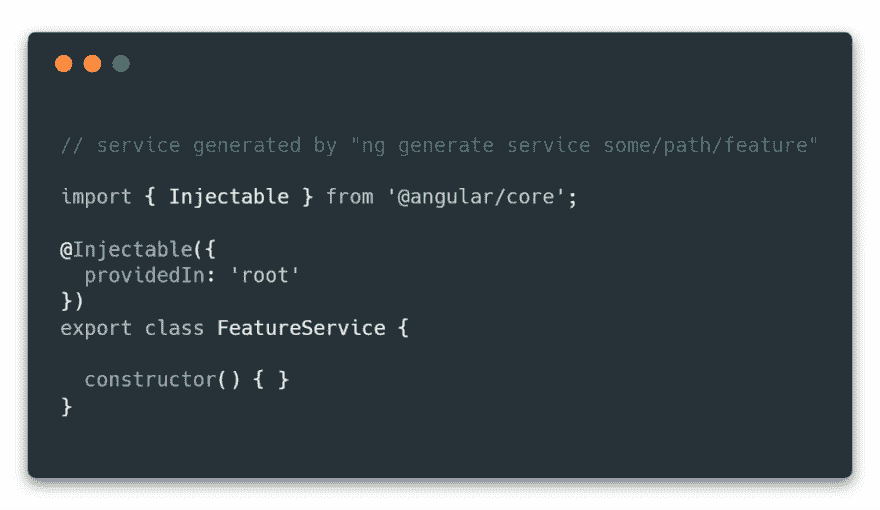 // service generated by "ng generate service some/path/feature"
import { Injectable } from '@angular/core';
@Injectable({
  providedIn: 'root'
})
export class FeatureService {
  constructor() { }
}